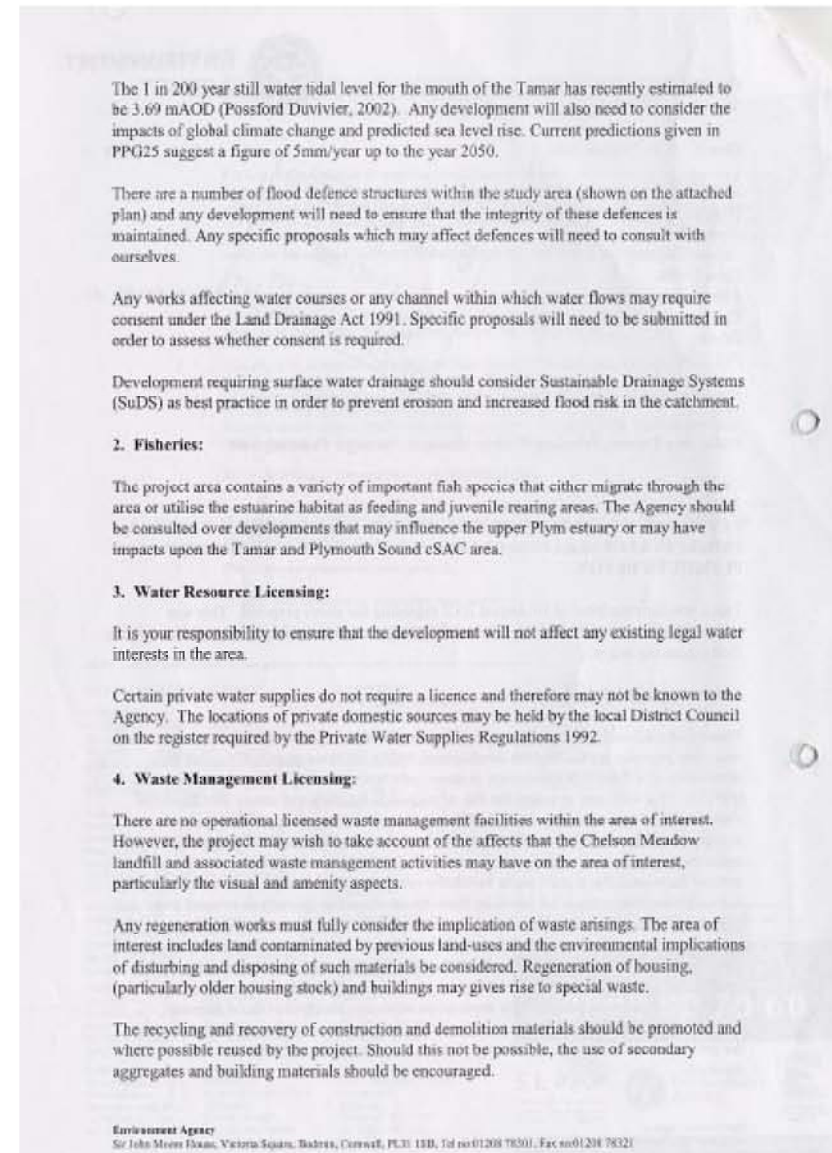 The 1 in 200 year still water tidal level for the mouth of the Tamar has recently estimated to
be 3.69 mAOD (Possford Duvivier, 2002). Any development will also need to consider the
impacts of global climate change and predicted sea level rise. Current predictions given in
PPG25 suggest a figure of 5mm/year up to the year 2050.
There are a number of flood defence structures within the study area (shown on the attached
plan) and any development will need to ensure that the integrity of these defences is
maintained. Any specific proposals which may affect defences will need to consult with
ourselves.
Any works affecting water courses or any channel within which water flows may require
consent under the Land Drainage Act 1991. Specific proposals will need to be submitted in
order to assess whether consent is required.
Development requiring surface water drainage should consider Sustainable Drainage Systems
(SuDS) as best practice in order to prevent erosion and increased flood risk in the catchment.
2. Fisheries:
The project area contains a variety of important fish species that either migrate through the
area or utilise the estuarine habitat as feeding and juvenile rearing areas. The Agency should
be consulted over developments that may influence the upper Plym estuary or may have
impacts upon the Tamar and Plymouth Sound cSAC area.
3. Water Resource Licensing:
It is your responsibility to ensure that the development will not affect any existing legal water
interests in the area.
Certain private water supplies do not require a licence and therefore may not be known to the
Agency. The locations of private domestic sources may be held by the local District Council
on the register required by the Private Water Supplies Regulations 1992.
4. Waste Management Licensing:
There are no operational licensed waste management facilities within the area of interest.
However, the project may wish to take account of the affects that the Chelson Meadow
landfill and associated waste management activities may have on the area of interest,
particularly the visual and amenity aspects.
Any regeneration works must fully consider the implication of waste arisings. The area of
interest includes land contaminated by previous land-uses and the environmental implications
of disturbing and disposing of such materials be considered. Regeneration of housing,
(particularly older housing stock) and buildings may gives rise to special waste.
The recycling and recovery of construction and demolition materials should be promoted and
where possible reused by the project. Should this not be possible, the use of secondary
aggregates and building materials should be encouraged.
Environment Agency
Sir John Moore House, Victoria Square, Bodmin, Cornwall, PL31 1EB, Tel no:01208 78301, Fax no:01208 78321